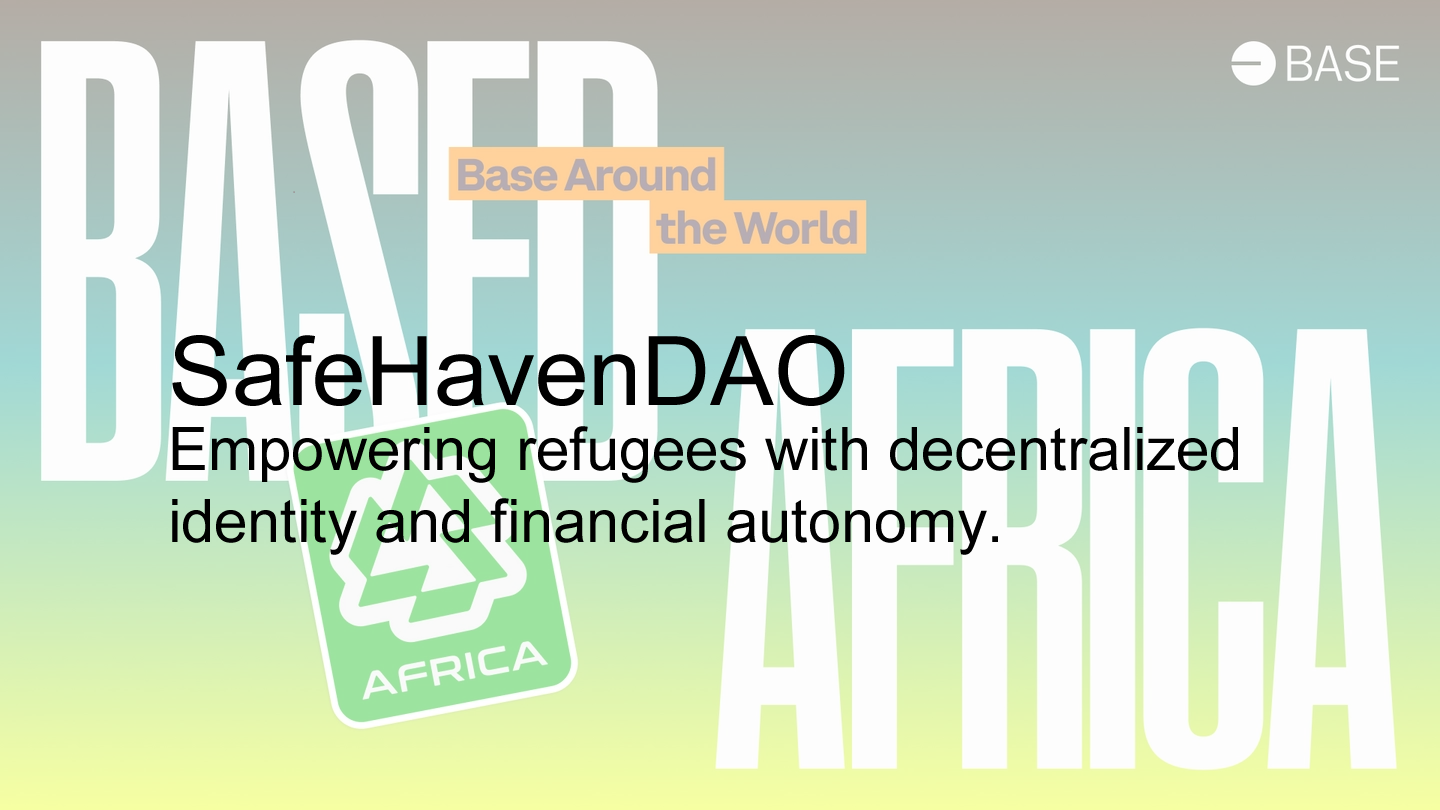 BASED
BASE
Base Around
the World
AFRICA
SafeHavenDAO
Empowering refugees with decentralized
identity and financial autonomy.
AFRICA